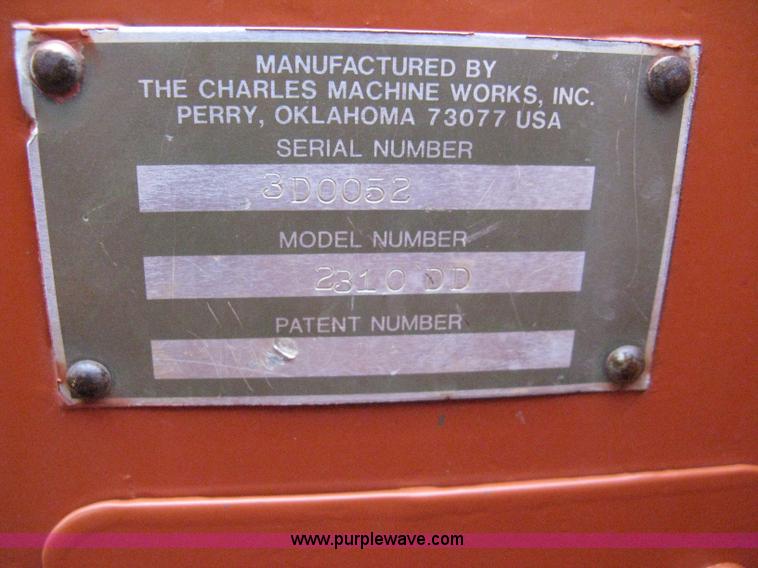 MANUFACTURED BY
THE CHARLES MACHINE WORKS, INC.
PERRY, OKLAHOMA 73077 USA
SERIAL NUMBER
3D0052
MODEL NUMBER
2310 DD
PATENT NUMBER
www.purplewave.com